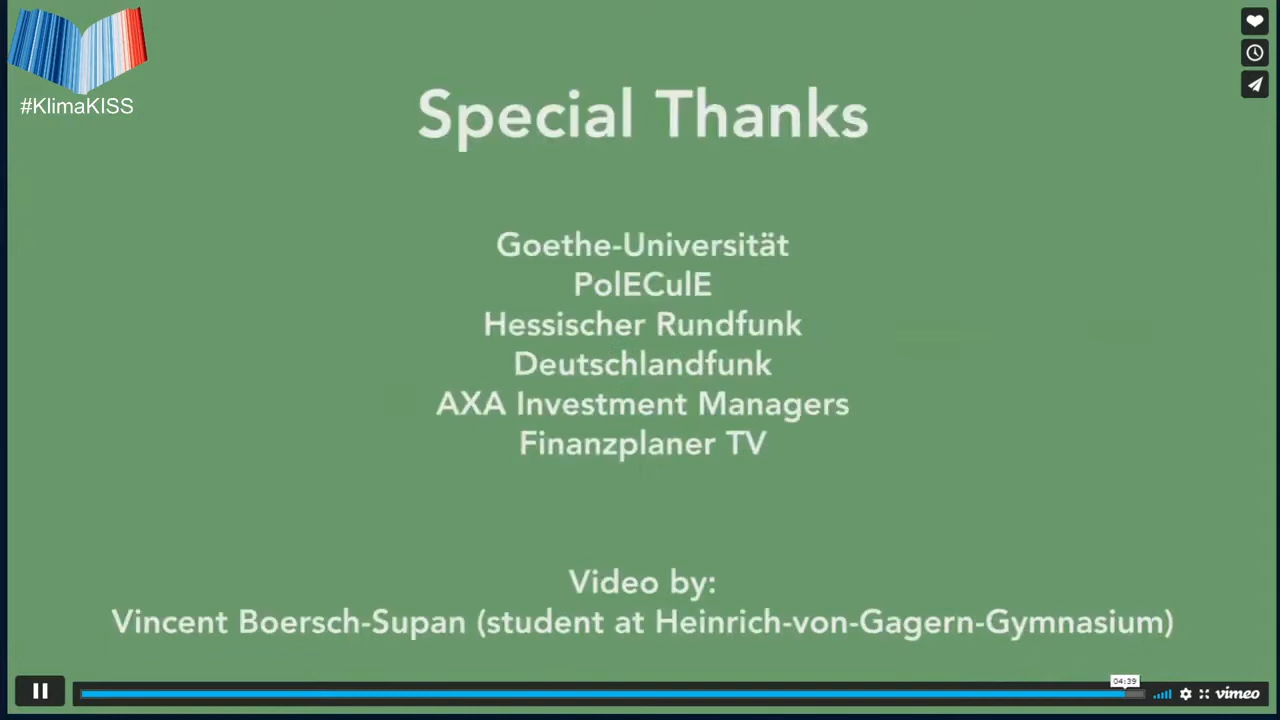 #KlimaKISS
Special Thanks
Goethe-Universität
PolECulE
Hessischer Rundfunk
Deutschlandfunk
AXA Investment Managers
Finanzplaner TV
Video by:
Vincent Boersch-Supan (student at Heinrich-von-Gagern-Gymnasium)
04:39
vimeo